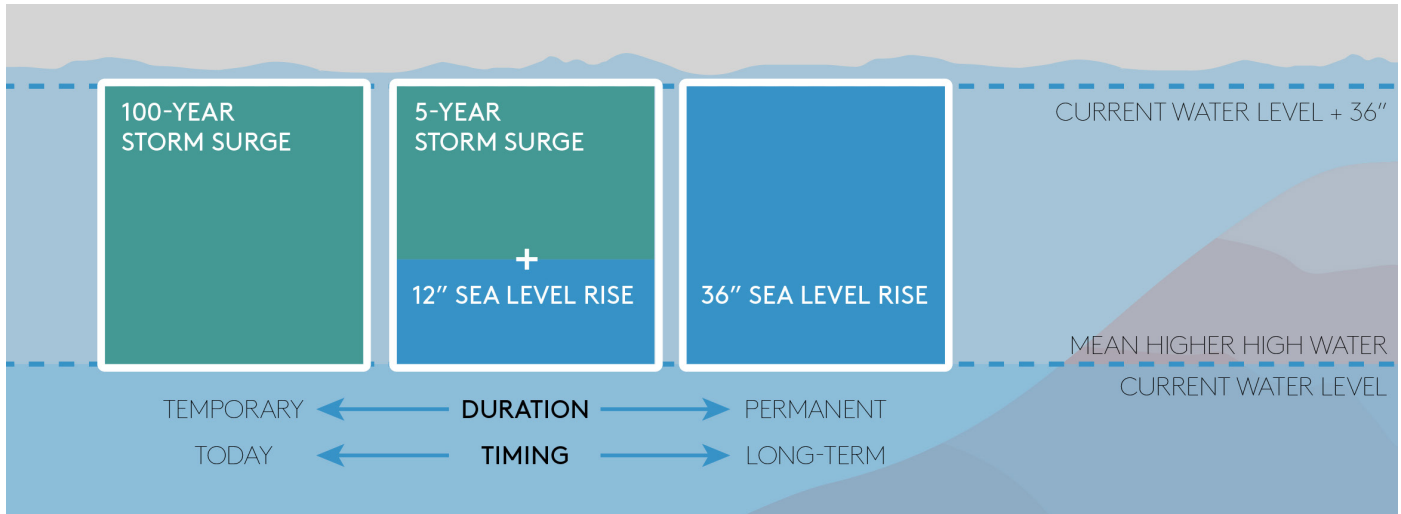 100-YEAR
STORM SURGE
5-YEAR
STORM SURGE
+
12” SEA LEVEL RISE
36” SEA LEVEL RISE
CURRENT WATER LEVEL + 36”
MEAN HIGHER HIGH WATER
CURRENT WATER LEVEL
TEMPORARY DURATION PERMANENT
TODAY TIMING LONG-TERM